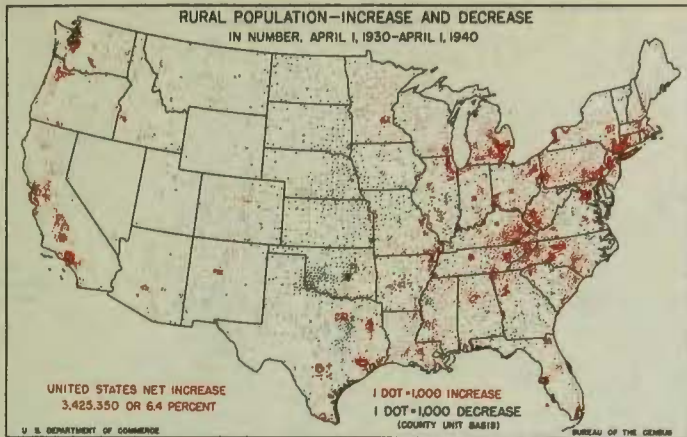 RURAL POPULATION—INCREASE AND DECREASE
IN NUMBER, APRIL 1, 1930—APRIL 1, 1940
UNITED STATES NET INCREASE
3,425,350 OR 6.4 PERCENT
1 DOT=1,000 INCREASE
1 DOT=1,000 DECREASE
(COUNTY UNIT BASIS)
U S. DEPARTMENT OF COMMERCE
BUREAU OF THE CENSUS